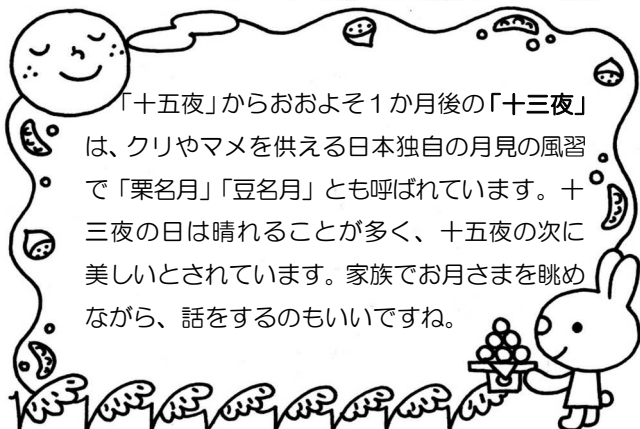 「十五夜」からおおよそ１か月後の「十三夜」
は、クリやマメを供える日本独自の月見の風習
で「栗名月」「豆名月」とも呼ばれています。十
三夜の日は晴れることが多く、十五夜の次に
美しいとされています。家族でお月さまを眺め
ながら、話をするのもいいですね。